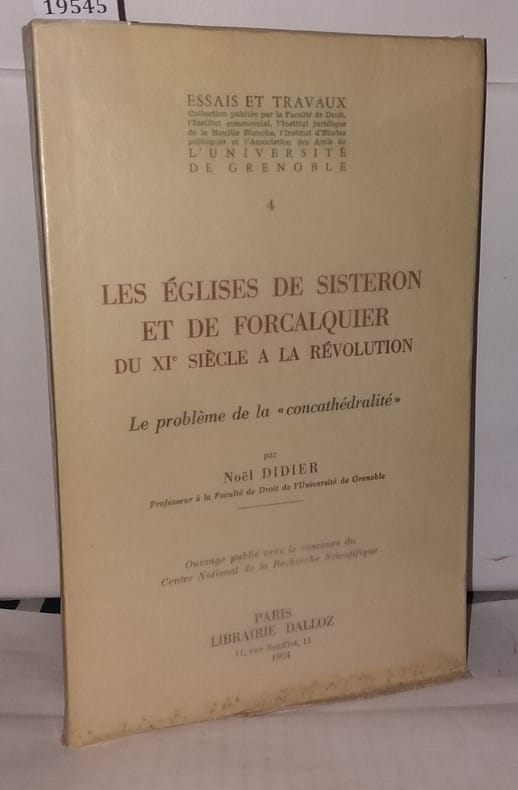 19545
ESSAIS ET TRAVAUX
Collection publiée par la Faculté de Droit,
l'Institut commercial, l'Institut juridique
de la Houille Blanche, l'Institut d'Études
politiques et l'Association des Amis de
L'UNIVERSITÉ
DE GRENOBLE
4
LES ÉGLISES DE SISTERON
ET DE FORCALQUIER
DU XIe SIÈCLE A LA RÉVOLUTION
Le problème de la «concathédralité»
par
Noël DIDIER
Professeur à la Faculté de Droit de l'Université de Grenoble
Ouvrage publié avec le concours du
Centre National de la Recherche Scientifique
PARIS
LIBRAIRIE DALLOZ
11, rue Soufflot, 11
1954